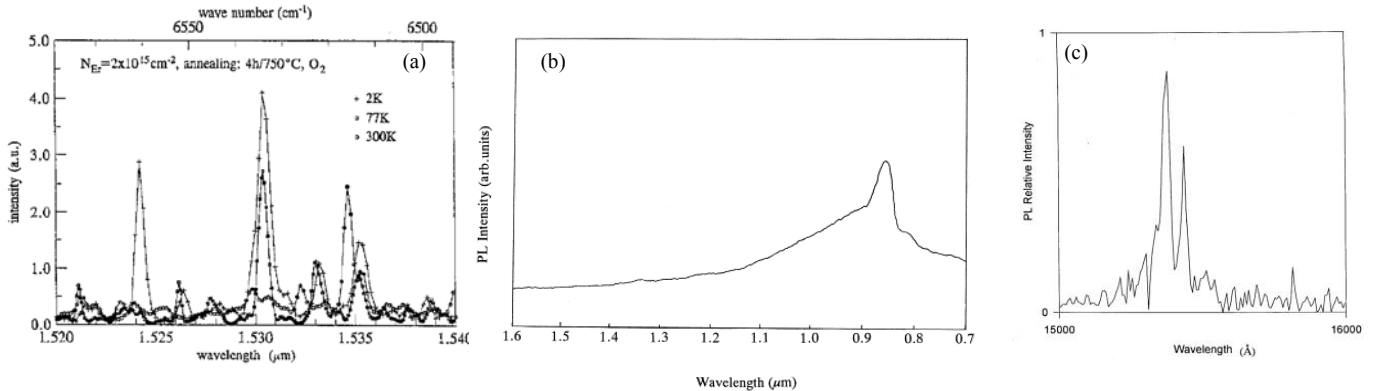 wave number (cm-1)
6550
6500
5.0
4.0
3.0
2.0
1.0
0.0
intensity (a.u.)
NEr=2x10^15cm-2, annealing: 4h/750°C, O2
(a)
2K
77K
300K
1.520
1.525
1.530
1.535
1.540
wavelength (μm)
(b)
PL Intensity (arb.units)
1.6
1.5
1.4
1.3
1.2
1.1
1.0
0.9
0.8
0.7
Wavelength (μm)
(c)
1
0
PL Relative Intensity
15000
16000
Wavelength (Å)